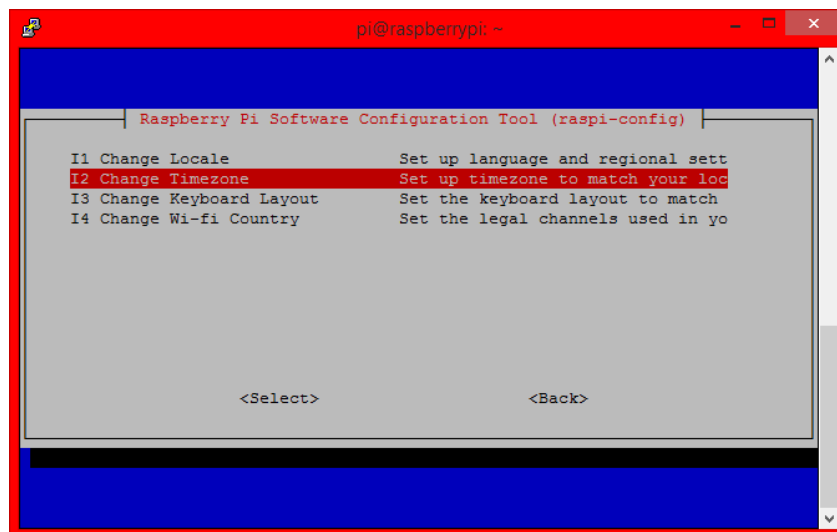 pi@raspberrypi: ~
Raspberry Pi Software Configuration Tool (raspi-config)
I1 Change Locale Set up language and regional sett
I2 Change Timezone Set up timezone to match your loc
I3 Change Keyboard Layout Set the keyboard layout to match
I4 Change Wi-fi Country Set the legal channels used in yo
<Select> <Back>